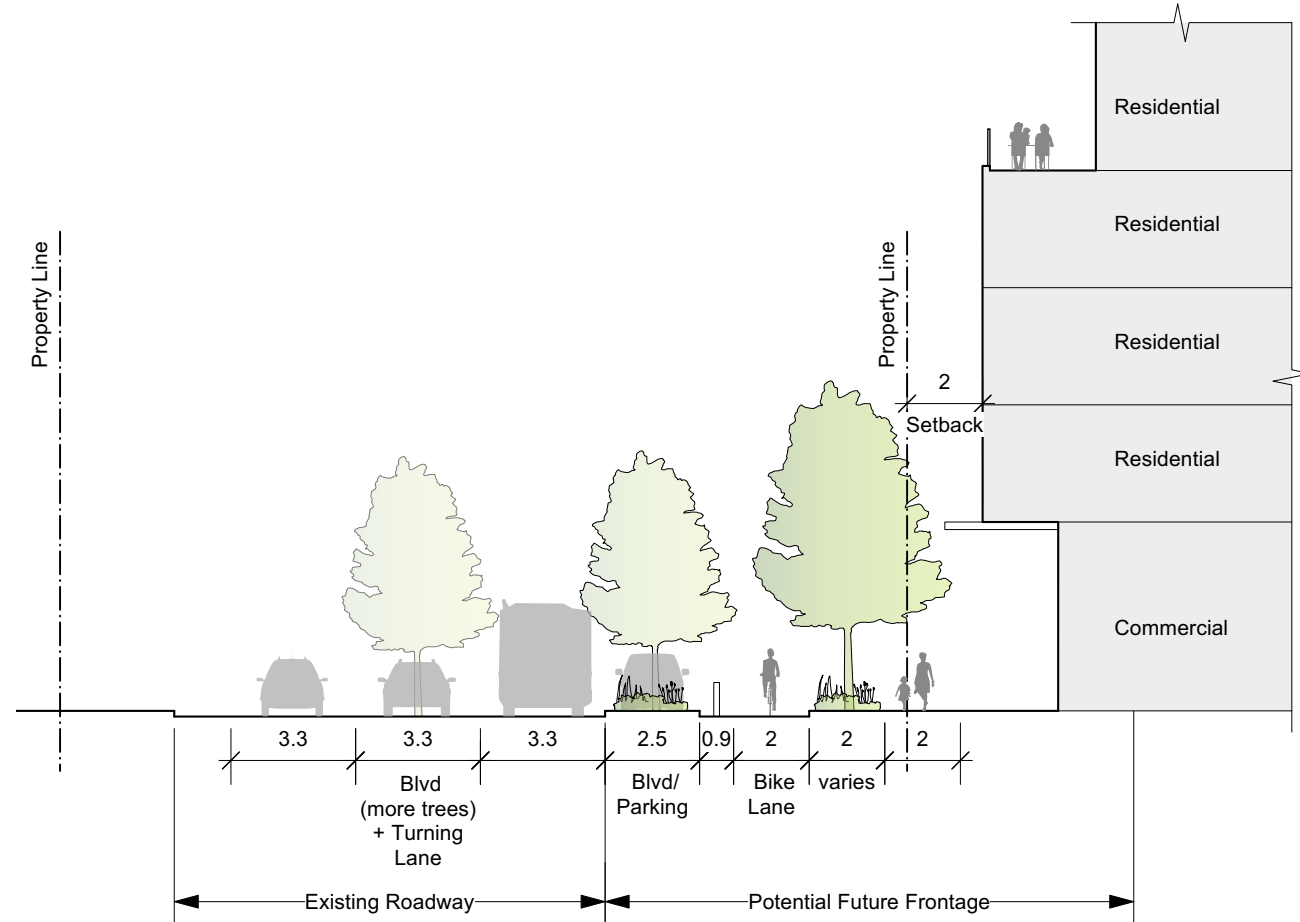 Residential
Residential
Residential
Residential
Commercial
Property Line
Property Line
2
Setback
3.3
3.3
3.3
2.5
0.9
2
2
2
Blvd
(more trees)
+ Turning
Lane
Blvd/
Parking
Bike
Lane
varies
Existing Roadway
Potential Future Frontage